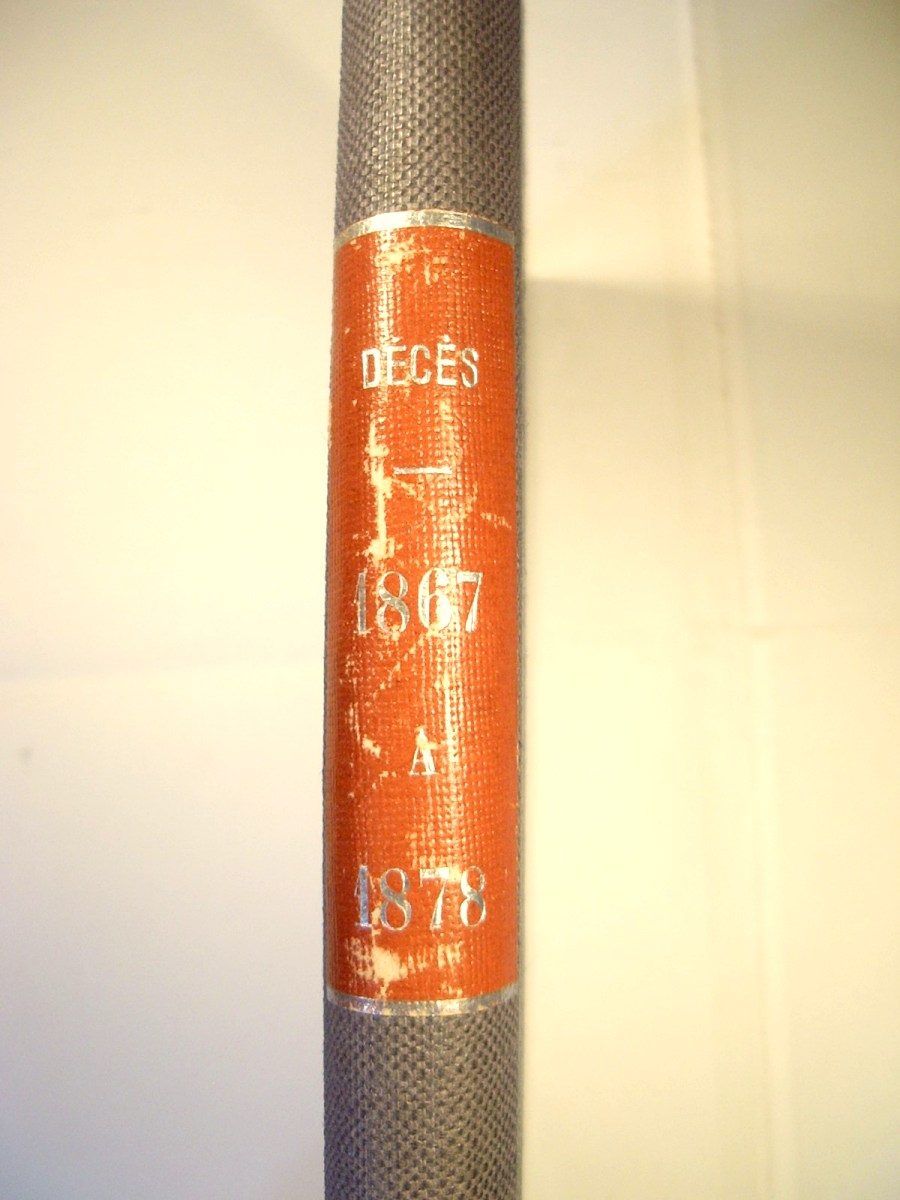 DÉCÈS
—
1867
À
1878